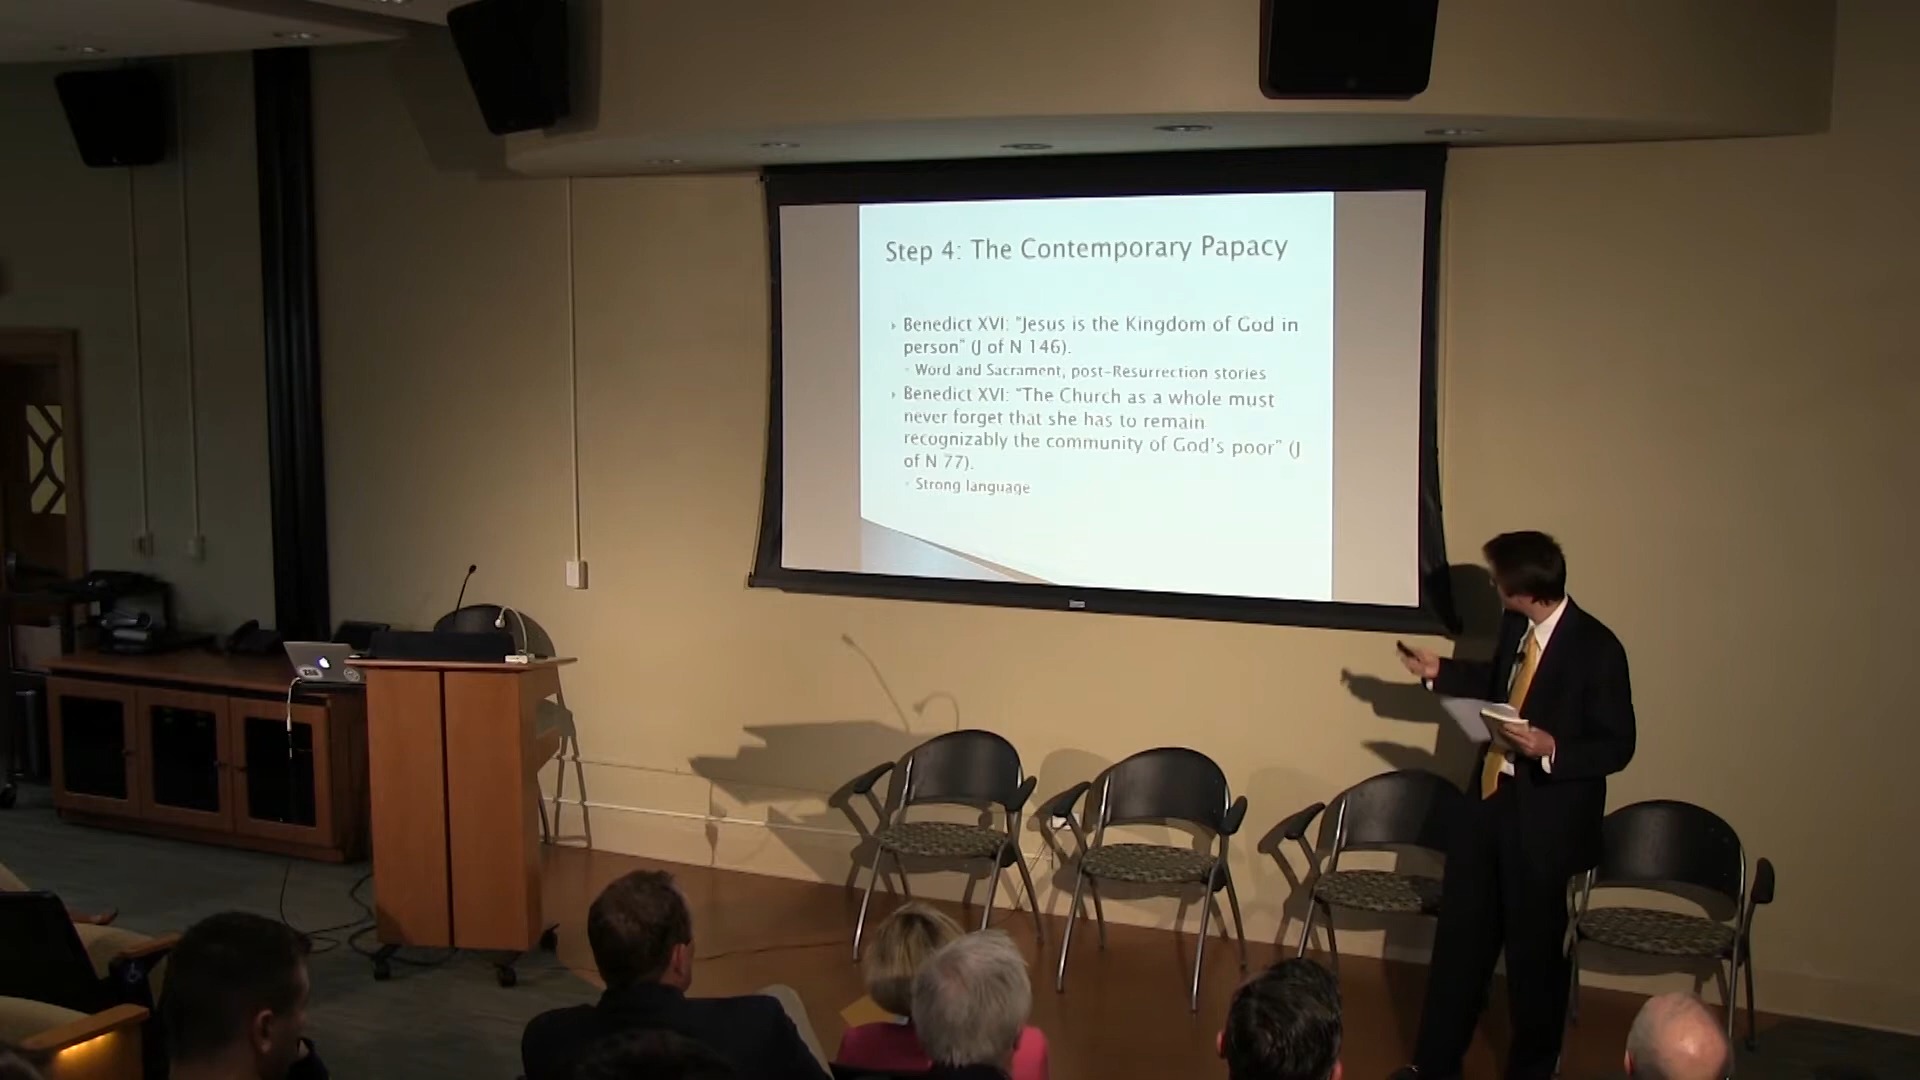 Step 4: The Contemporary Papacy
Benedict XVI: "Jesus is the Kingdom of God in
person" (J of N 146).
Word and Sacrament, post-Resurrection stories
Benedict XVI: "The Church as a whole must
never forget that she has to remain
recognizably the community of God's poor" (J
of N 77).
Strong language